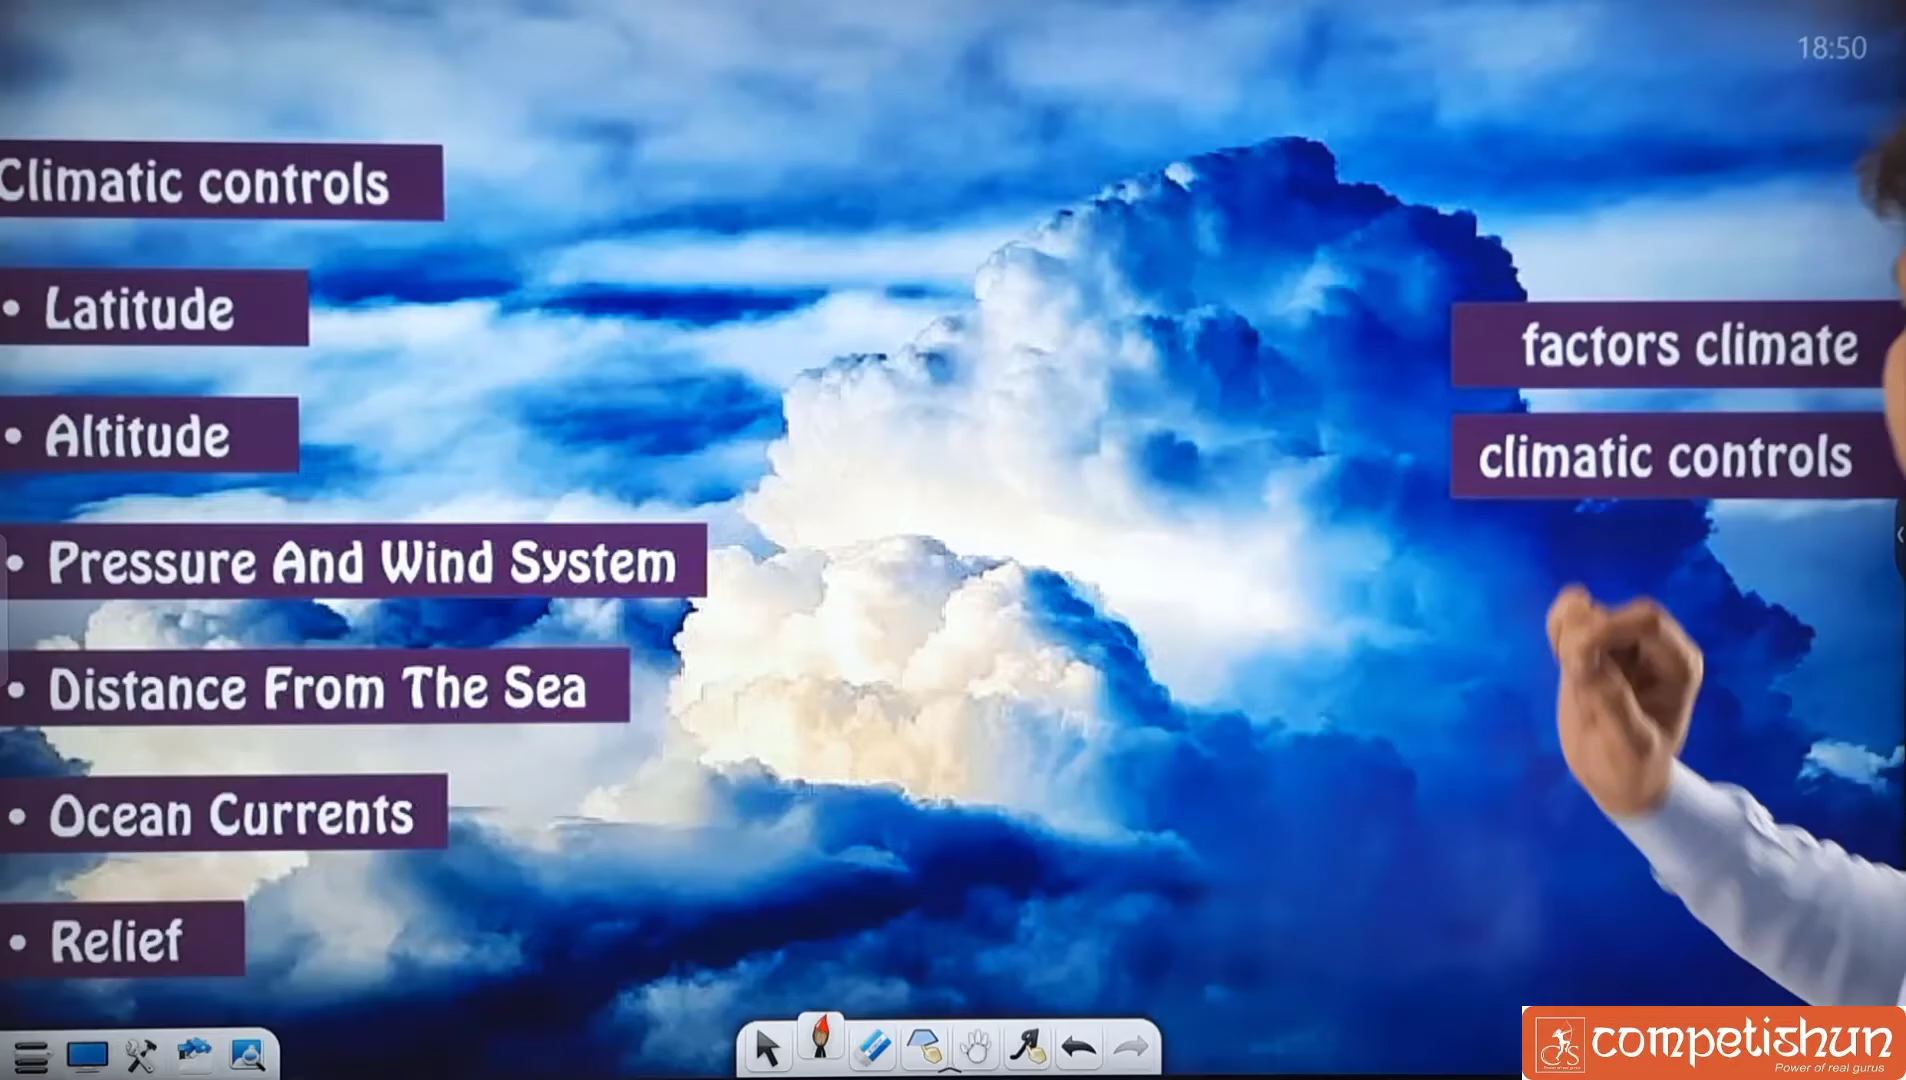 18:50
Climatic controls
• Latitude
• Altitude
• Pressure And Wind System
• Distance From The Sea
• Ocean Currents
• Relief
factors climate
climatic controls
competishun
Power of real gurus